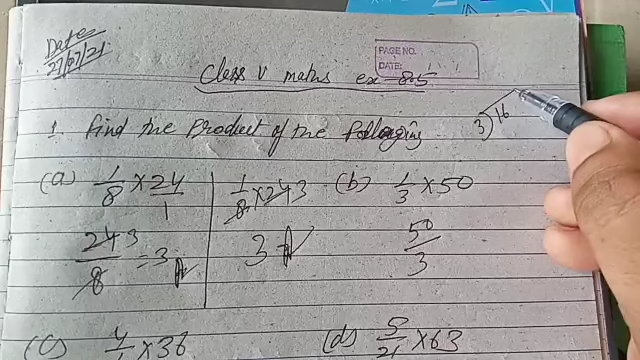 Date
27/07/21
PAGE NO.
DATE:
Class V maths ex-8.5
1. find the Product of the following
3)16
(a) 1/8 × 24/1
24 3/8 = 3
1/8 × 24 3
3
(b) 1/3 × 50
50/3
(c) 4/ × 36
(d) 5/21 × 63